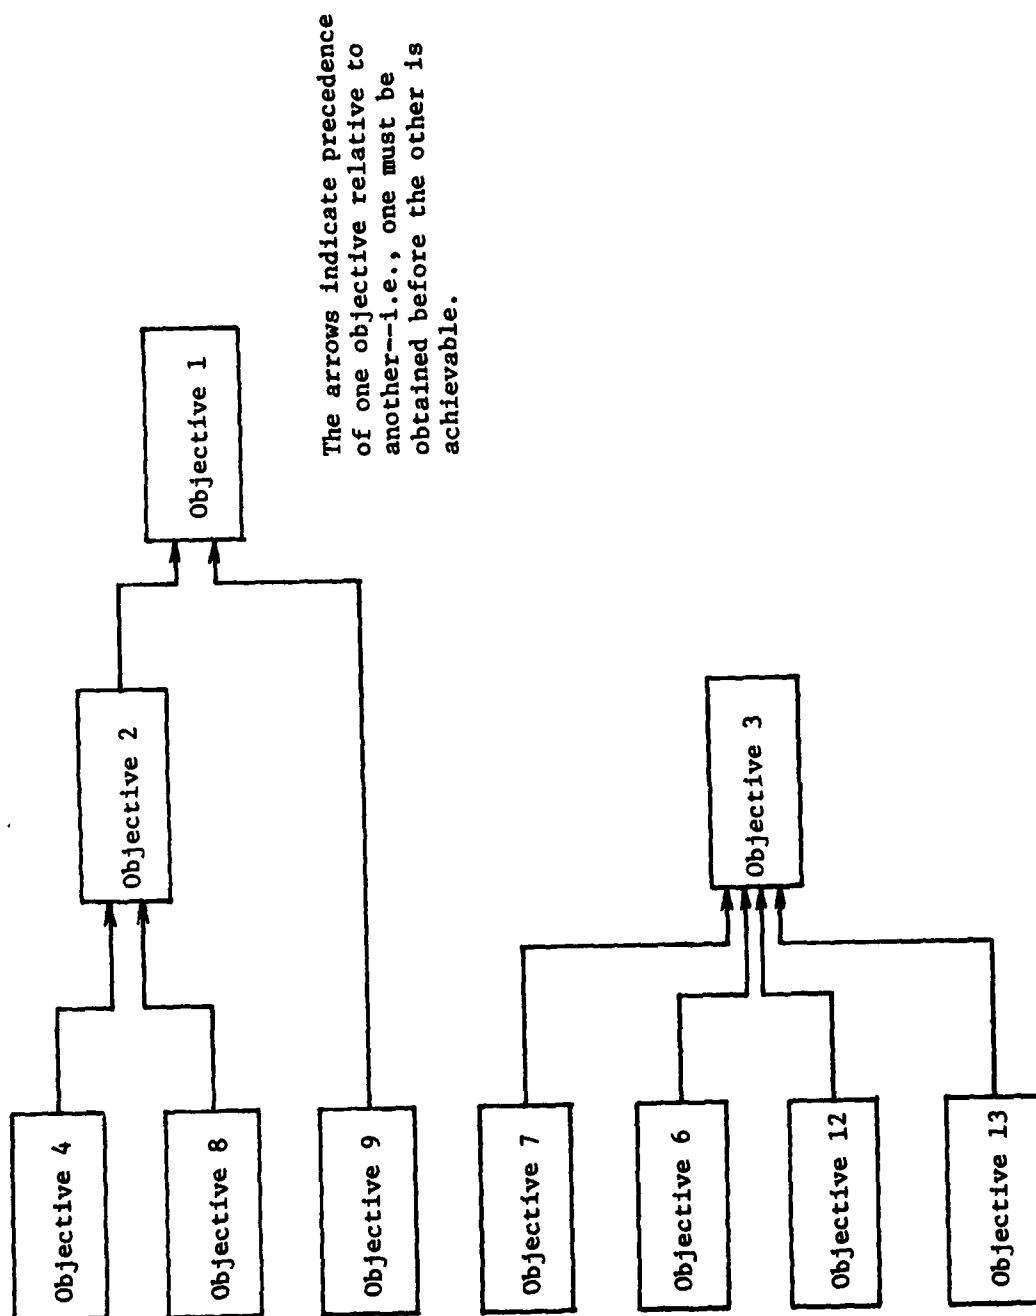 Objective 4
Objective 8
Objective 9
Objective 2
Objective 1
The arrows indicate precedence
of one objective relative to
another--i.e., one must be
obtained before the other is
achievable.
Objective 7
Objective 6
Objective 12
Objective 13
Objective 3